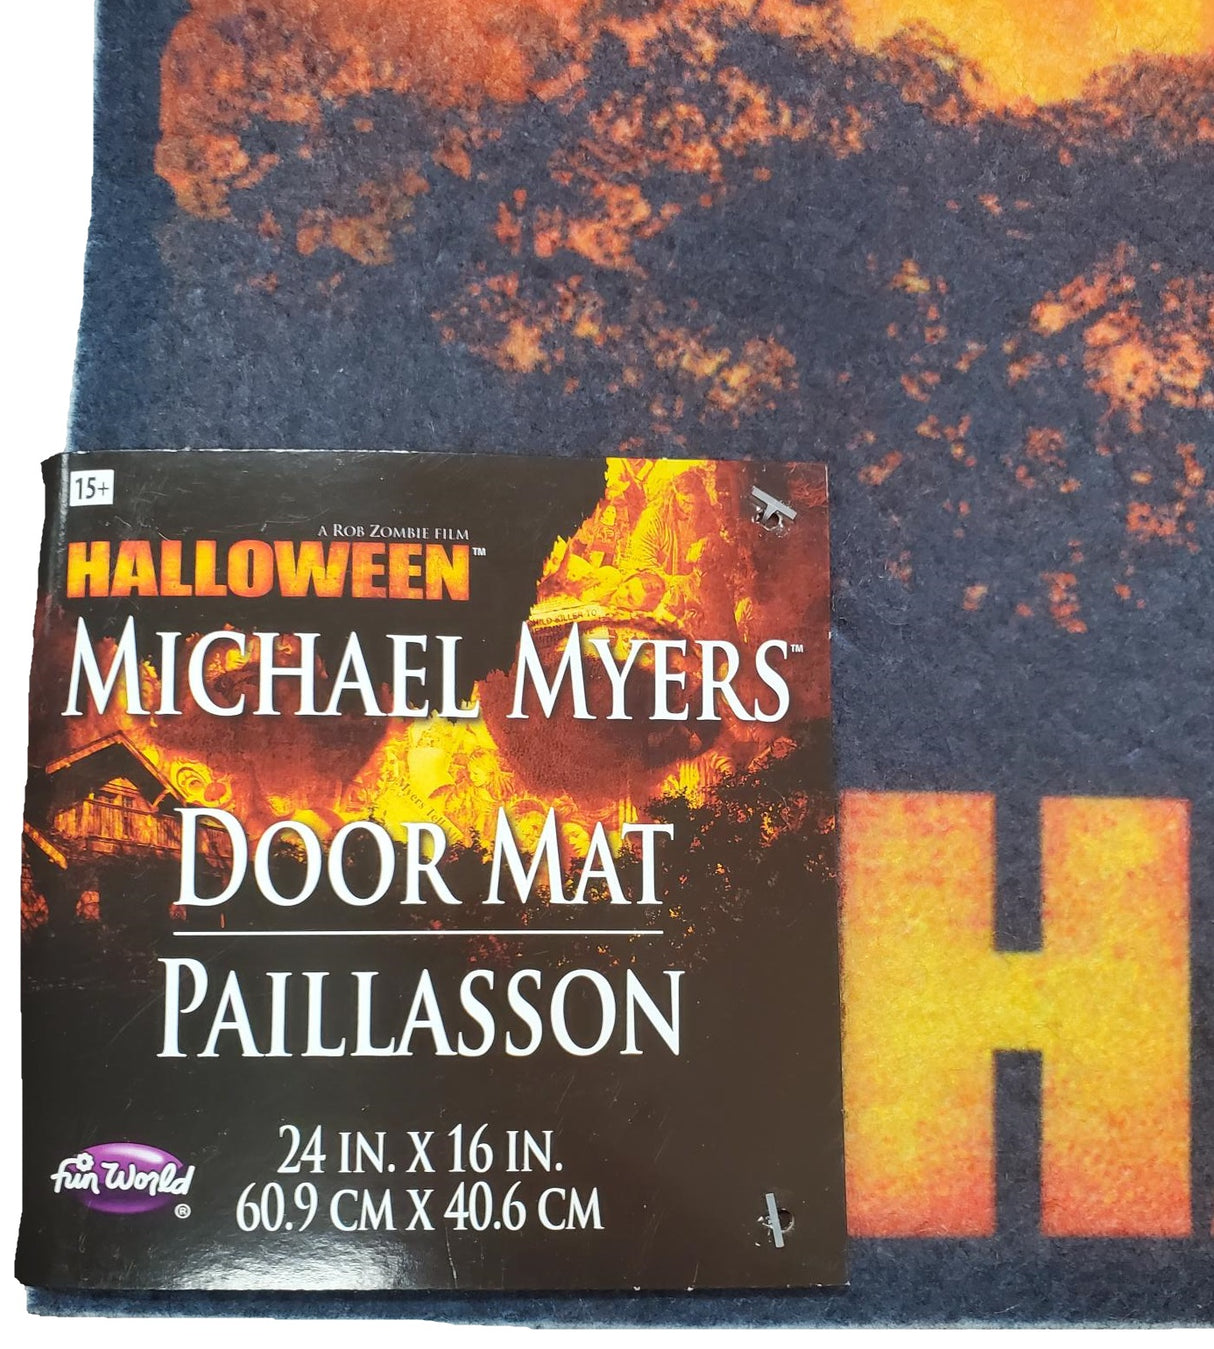 15+
A ROB ZOMBIE FILM
HALLOWEEN™
MICHAEL MYERS™
DOOR MAT
PAILLASSON
24 IN. X 16 IN.
60.9 CM X 40.6 CM
fun World®
H